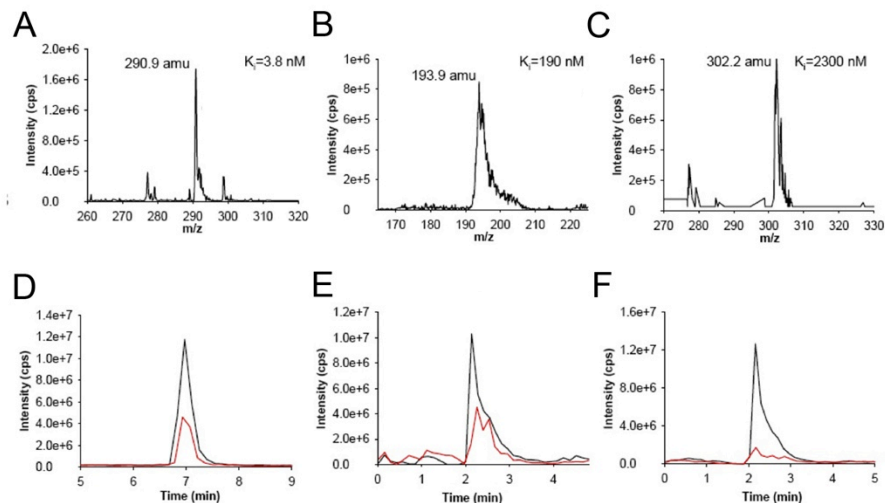 A
2.0e+6
1.6e+6
1.2e+6
8.0e+5
4.0e+5
0.0
Intensity (cps)
290.9 amu
Ki=3.8 nM
260 270 280 290 300 310 320
m/z
B
1e+6
8e+5
6e+5
4e+5
2e+5
0
Intensity (cps)
193.9 amu
Ki=190 nM
170 180 190 200 210 220
m/z
C
1e+6
8e+5
6e+5
4e+5
2e+5
0
Intensity (cps)
302.2 amu
Ki=2300 nM
270 280 290 300 310 320 330
m/z
D
1.4e+7
1.2e+7
1.0e+7
8.0e+6
6.0e+6
4.0e+6
2.0e+6
0.0
Intensity (cps)
5 6 7 8 9
Time (min)
E
1.2e+7
1.0e+7
8.0e+6
6.0e+6
4.0e+6
2.0e+6
0.0
Intensity (cps)
0 1 2 3 4
Time (min)
F
1.6e+7
1.2e+7
8.0e+6
4.0e+6
0.0
Intensity (cps)
0 1 2 3 4 5
Time (min)